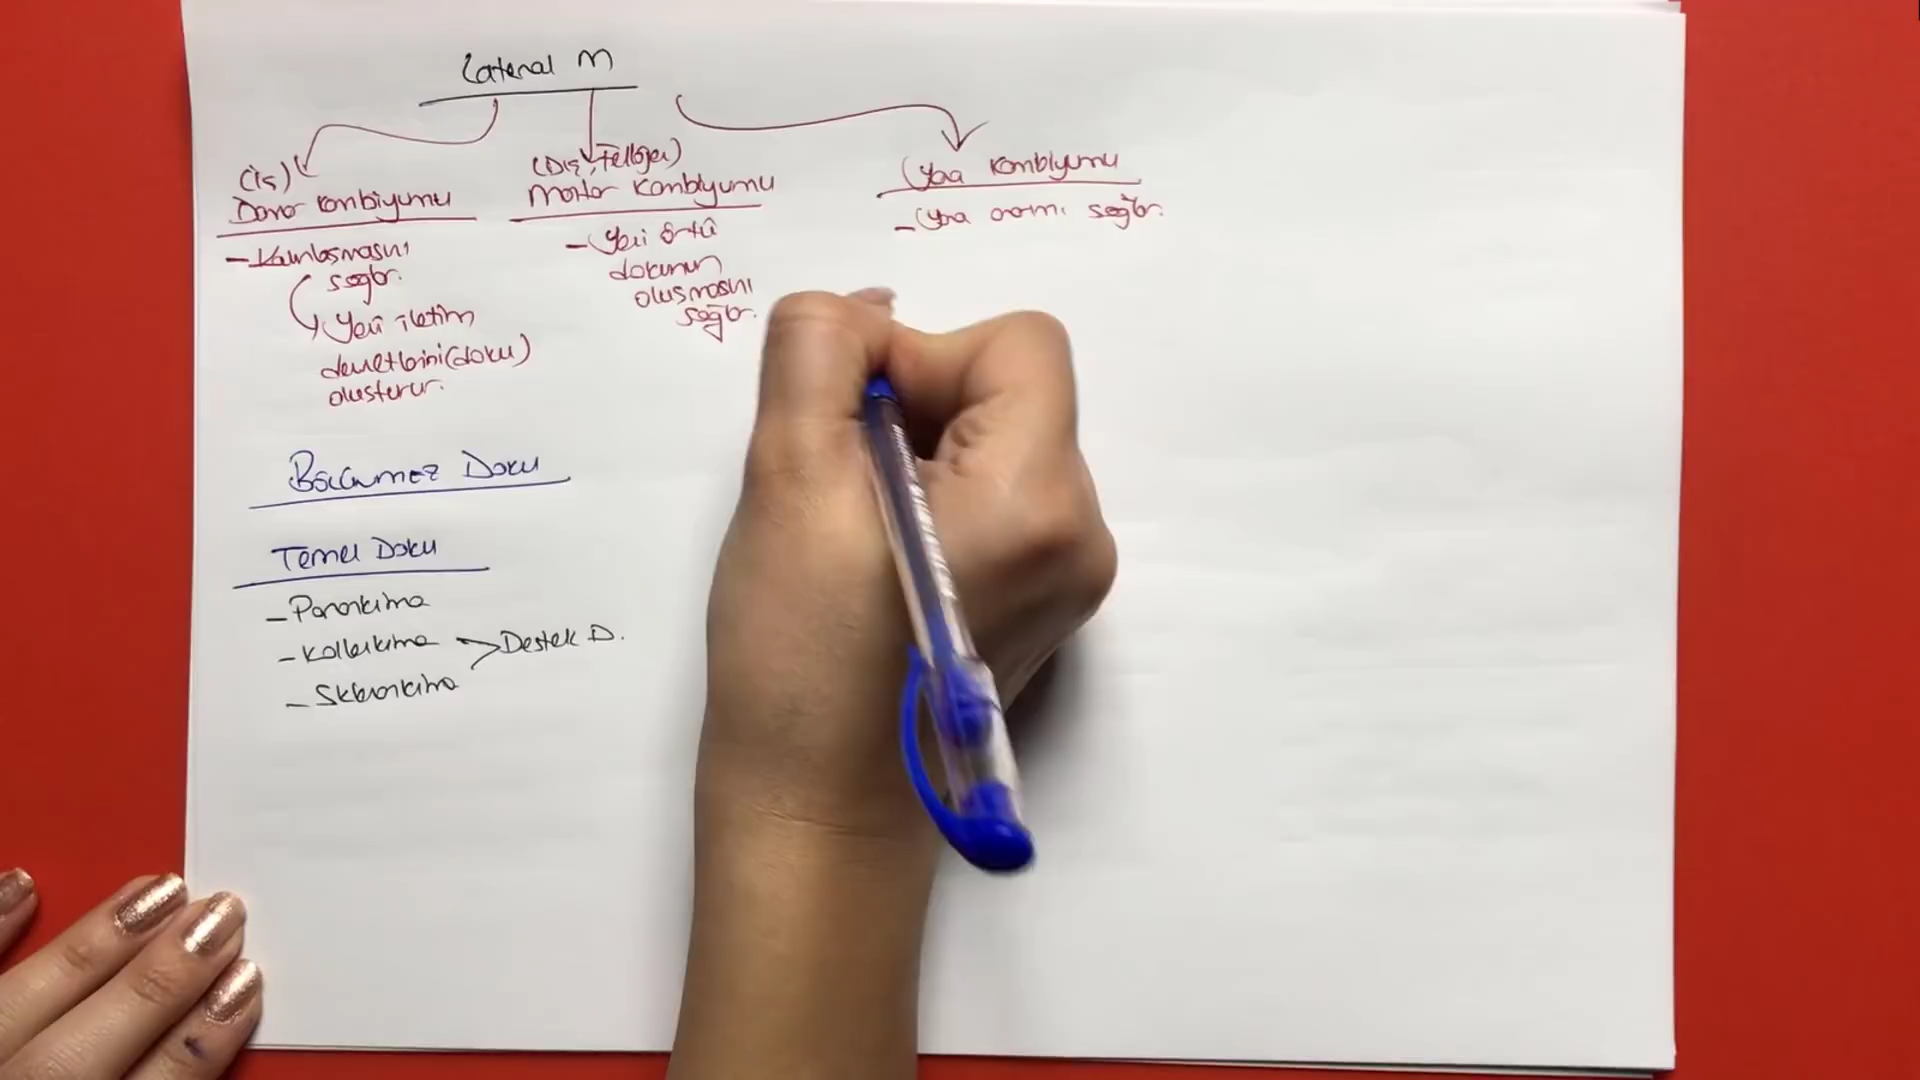 Lateral M
(İç)
Damar kambiyumu
- Kalınlaşmasını
sağlar.
Yeni iletim
demetlerini (doku)
oluşturur.
(Dış, Fellojen)
Mantar Kambiyumu
- Yeni örtü
dokunun
oluşmasını
sağlar.
Yara Kambiyumu
- Yara onarımı sağlar.
Bölünmez Doku
Temel Doku
- Parankima
- Kollenkima > Destek D.
- Sklerankima